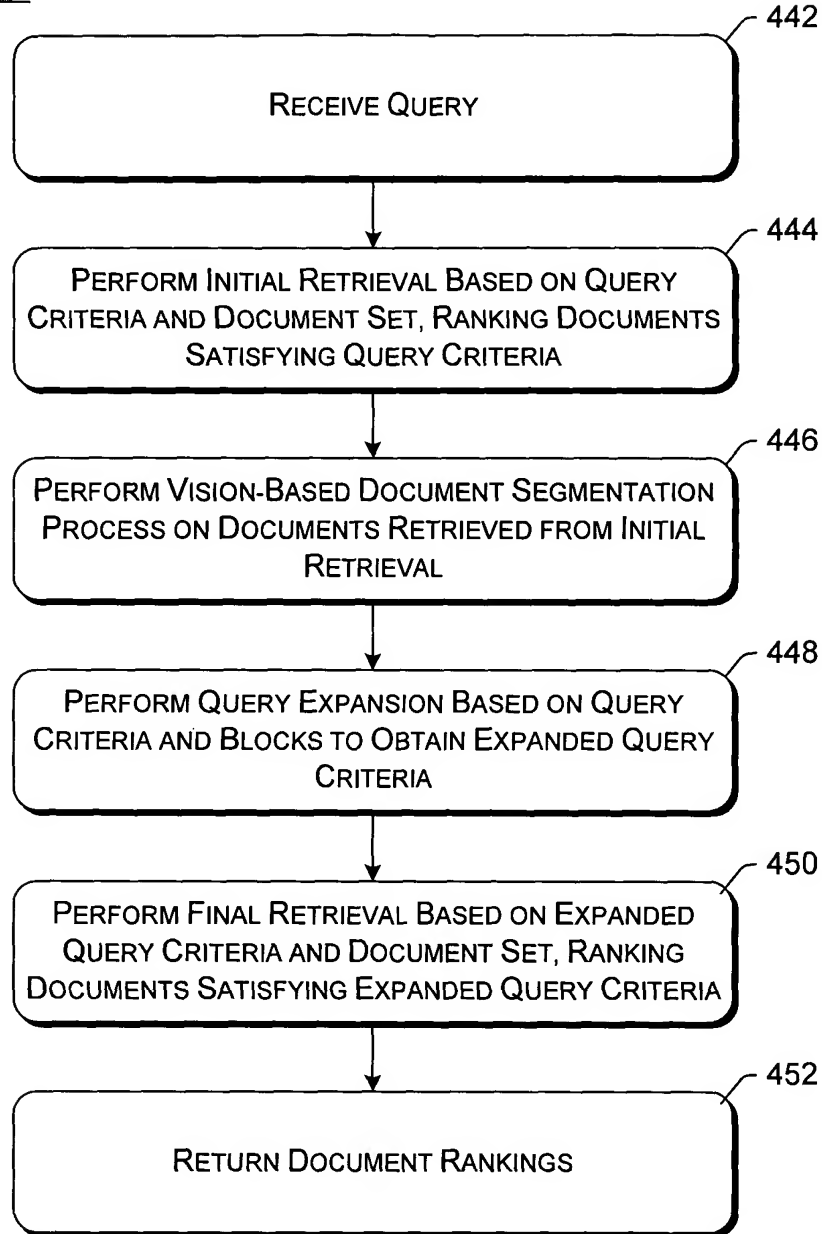 442
RECEIVE QUERY
444
PERFORM INITIAL RETRIEVAL BASED ON QUERY
CRITERIA AND DOCUMENT SET, RANKING DOCUMENTS
SATISFYING QUERY CRITERIA
446
PERFORM VISION-BASED DOCUMENT SEGMENTATION
PROCESS ON DOCUMENTS RETRIEVED FROM INITIAL
RETRIEVAL
448
PERFORM QUERY EXPANSION BASED ON QUERY
CRITERIA AND BLOCKS TO OBTAIN EXPANDED QUERY
CRITERIA
450
PERFORM FINAL RETRIEVAL BASED ON EXPANDED
QUERY CRITERIA AND DOCUMENT SET, RANKING
DOCUMENTS SATISFYING EXPANDED QUERY CRITERIA
452
RETURN DOCUMENT RANKINGS